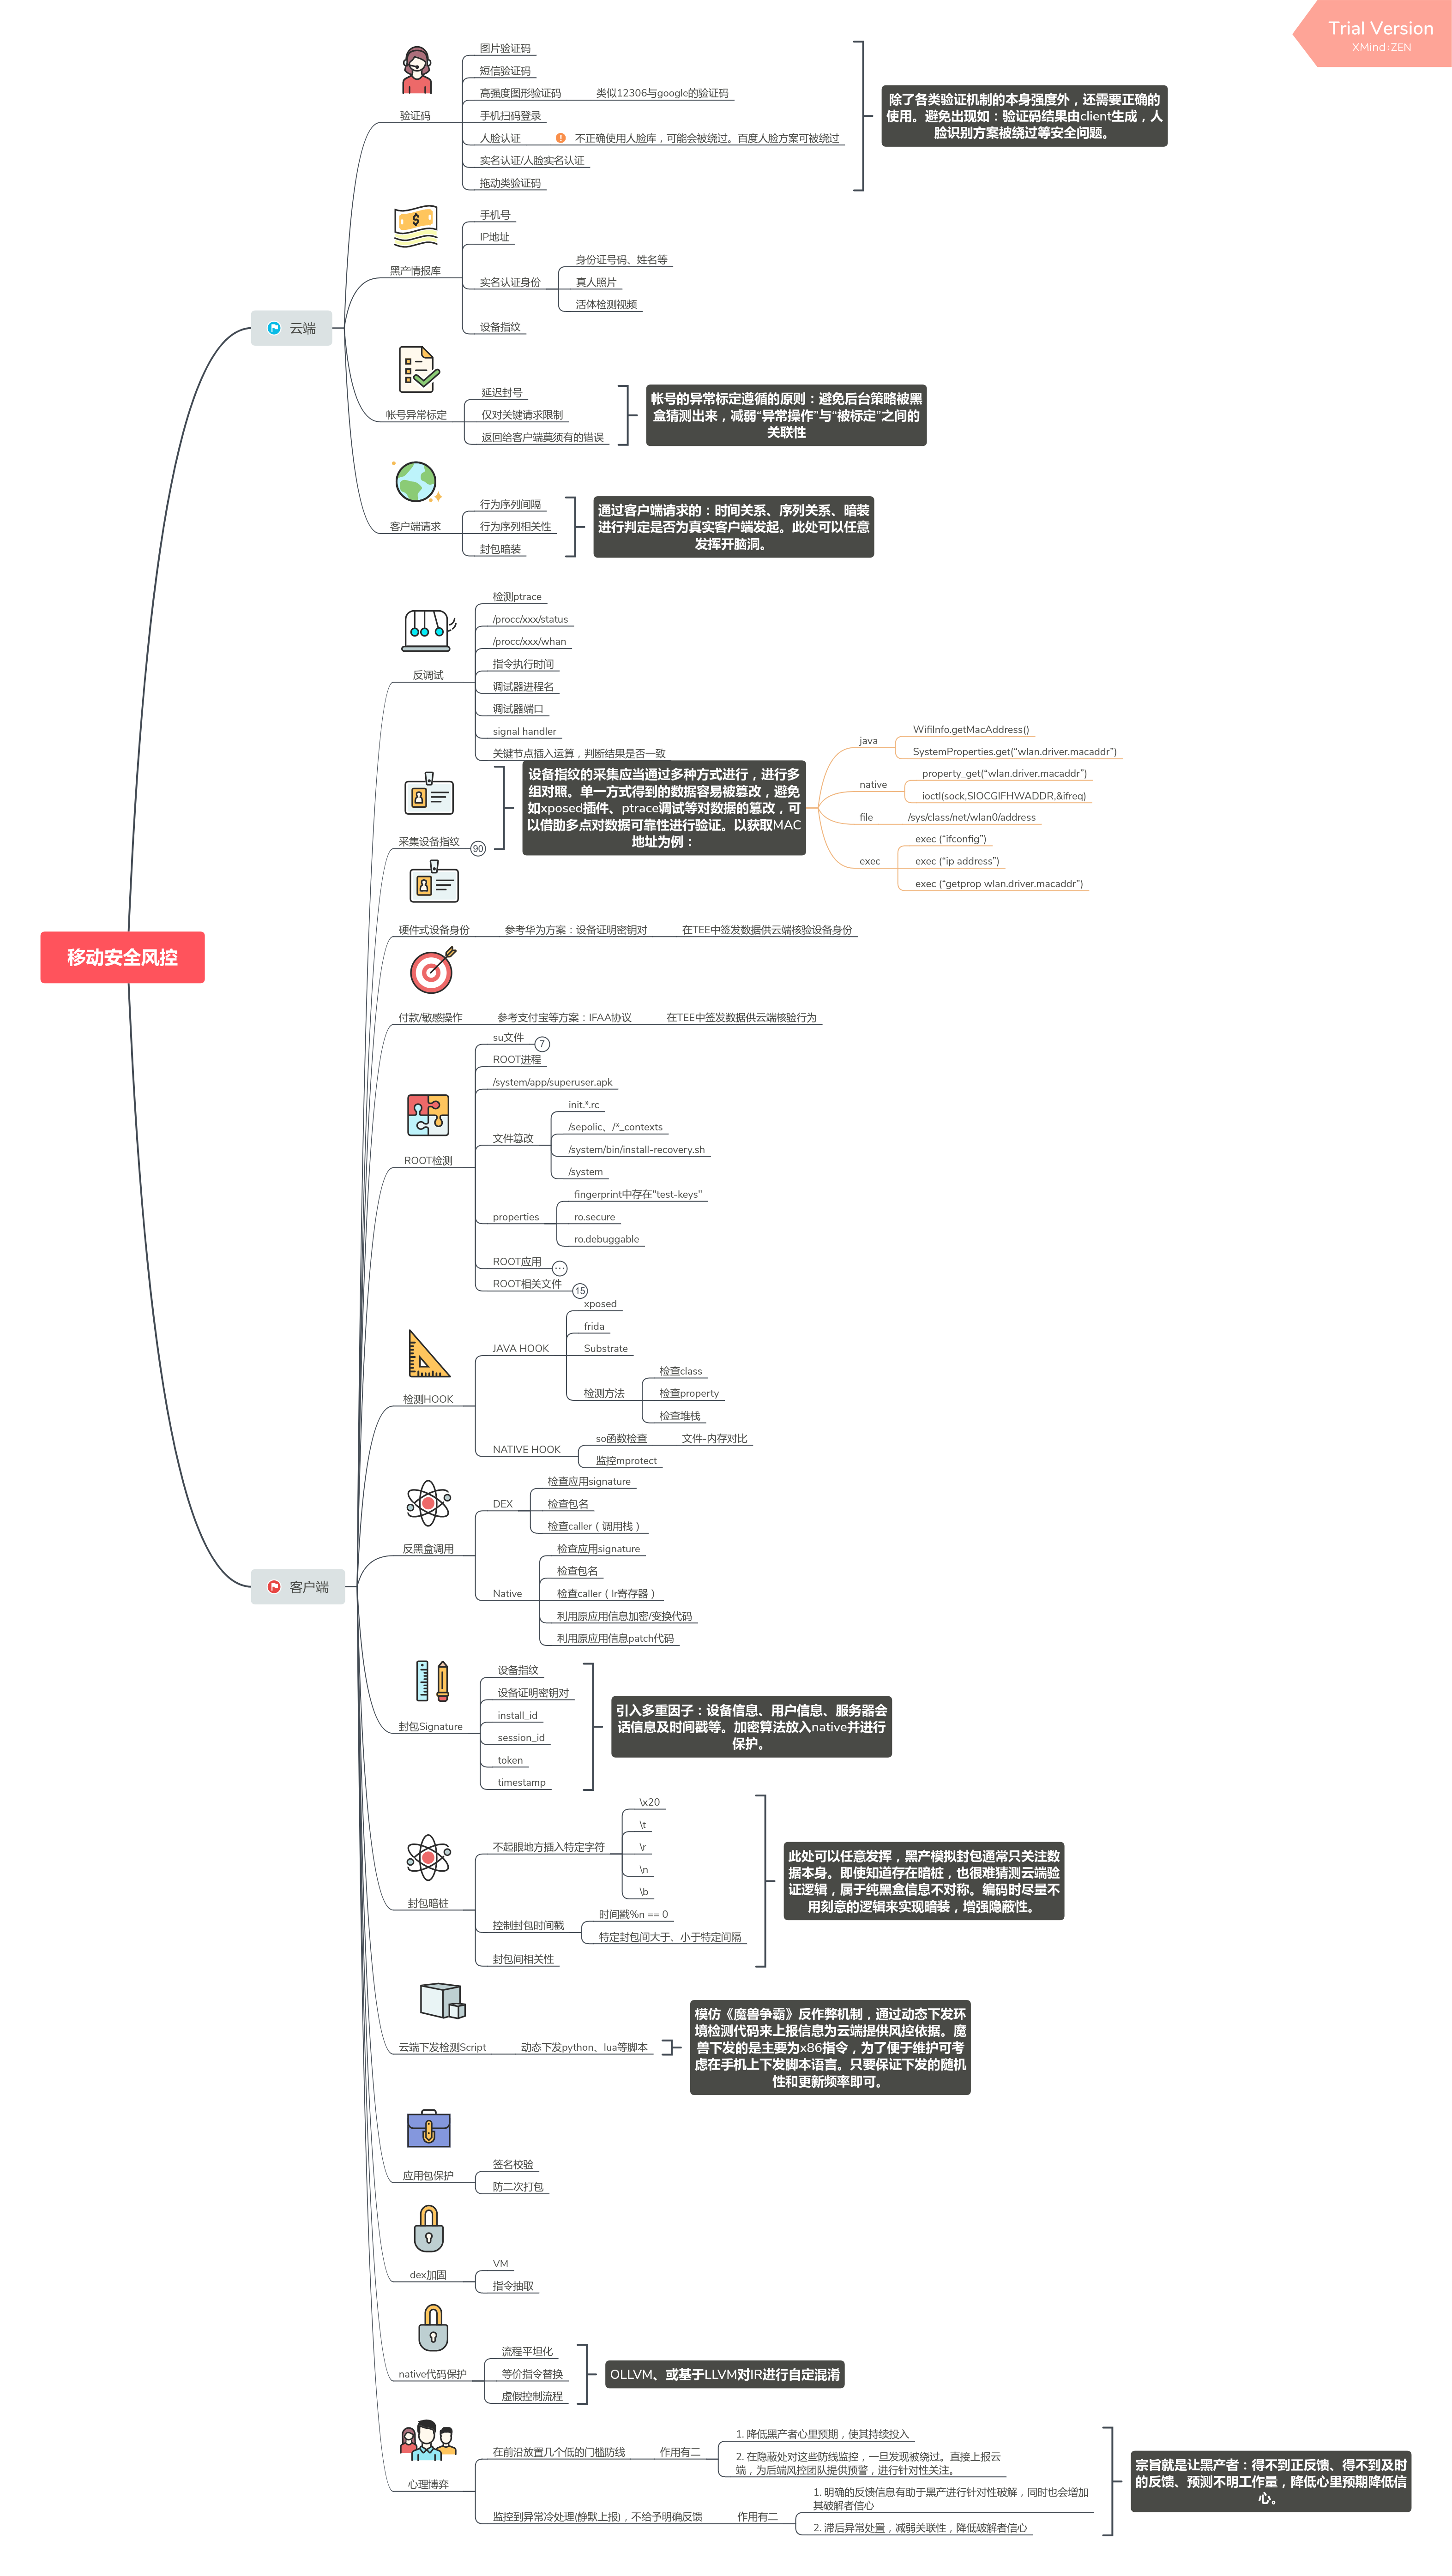 Trial Version
XMind:ZEN
移动安全风控
云端
验证码
图片验证码
短信验证码
高强度图形验证码
类似12306与google的验证码
手机扫码登录
人脸认证
不正确使用人脸库，可能会被绕过。百度人脸方案可被绕过
实名认证/人脸实名认证
拖动类验证码
除了各类验证机制的本身强度外，还需要正确的
使用。避免出现如：验证码结果由client生成，人
脸识别方案被绕过等安全问题。
黑产情报库
手机号
IP地址
实名认证身份
身份证号码、姓名等
真人照片
活体检测视频
设备指纹
帐号异常标定
延迟封号
仅对关键请求限制
返回给客户端莫须有的错误
帐号的异常标定遵循的原则：避免后台策略被黑
盒猜测出来，减弱“异常操作”与“被标定”之间的
关联性
客户端请求
行为序列间隔
行为序列相关性
封包暗装
通过客户端请求的：时间关系、序列关系、暗装
进行判定是否为真实客户端发起。此处可以任意
发挥开脑洞。
客户端
反调试
检测ptrace
/procc/xxx/status
/procc/xxx/whan
指令执行时间
调试器进程名
调试器端口
signal handler
关键节点插入运算，判断结果是否一致
采集设备指纹
90
设备指纹的采集应当通过多种方式进行，进行多
组对照。单一方式得到的数据容易被篡改，避免
如xposed插件、ptrace调试等对数据的篡改，可
以借助多点对数据可靠性进行验证。以获取MAC
地址为例：
java
WifiInfo.getMacAddress()
SystemProperties.get(“wlan.driver.macaddr”)
native
property_get(“wlan.driver.macaddr”)
ioctl(sock,SIOCGIFHWADDR,&ifreq)
file
/sys/class/net/wlan0/address
exec
exec (“ifconfig”)
exec (“ip address”)
exec (“getprop wlan.driver.macaddr”)
硬件式设备身份
参考华为方案：设备证明密钥对
在TEE中签发数据供云端核验设备身份
付款/敏感操作
参考支付宝等方案：IFAA协议
在TEE中签发数据供云端核验行为
ROOT检测
su文件
7
ROOT进程
/system/app/superuser.apk
文件篡改
init.*.rc
/sepolic、/*_contexts
/system/bin/install-recovery.sh
/system
properties
fingerprint中存在"test-keys"
ro.secure
ro.debuggable
ROOT应用
...
ROOT相关文件
15
检测HOOK
JAVA HOOK
xposed
frida
Substrate
检测方法
检查class
检查property
检查堆栈
NATIVE HOOK
so函数检查
文件-内存对比
监控mprotect
反黑盒调用
DEX
检查应用signature
检查包名
检查caller（调用栈）
Native
检查应用signature
检查包名
检查caller（lr寄存器）
利用原应用信息加密/变换代码
利用原应用信息patch代码
封包Signature
设备指纹
设备证明密钥对
install_id
session_id
token
timestamp
引入多重因子：设备信息、用户信息、服务器会
话信息及时间戳等。加密算法放入native并进行
保护。
封包暗桩
不起眼地方插入特定字符
\x20
\t
\r
\n
\b
控制封包时间戳
时间戳%n == 0
特定封包间大于、小于特定间隔
封包间相关性
此处可以任意发挥，黑产模拟封包通常只关注数
据本身。即使知道存在暗桩，也很难猜测云端验
证逻辑，属于纯黑盒信息不对称。编码时尽量不
用刻意的逻辑来实现暗装，增强隐蔽性。
云端下发检测Script
动态下发python、lua等脚本
模仿《魔兽争霸》反作弊机制，通过动态下发环
境检测代码来上报信息为云端提供风控依据。魔
兽下发的是主要为x86指令，为了便于维护可考
虑在手机上下发脚本语言。只要保证下发的随机
性和更新频率即可。
应用包保护
签名校验
防二次打包
dex加固
VM
指令抽取
native代码保护
流程平坦化
等价指令替换
虚假控制流程
OLLVM、或基于LLVM对IR进行自定混淆
心理博弈
在前沿放置几个低的门槛防线
作用有二
1. 降低黑产者心里预期，使其持续投入
2. 在隐蔽处对这些防线监控，一旦发现被绕过。直接上报云
端，为后端风控团队提供预警，进行针对性关注。
监控到异常冷处理(静默上报)，不给予明确反馈
作用有二
1. 明确的反馈信息有助于黑产进行针对性破解，同时也会增加
其破解者信心
2. 滞后异常处置，减弱关联性，降低破解者信心
宗旨就是让黑产者：得不到正反馈、得不到及时
的反馈、预测不明工作量，降低心里预期降低信
心。